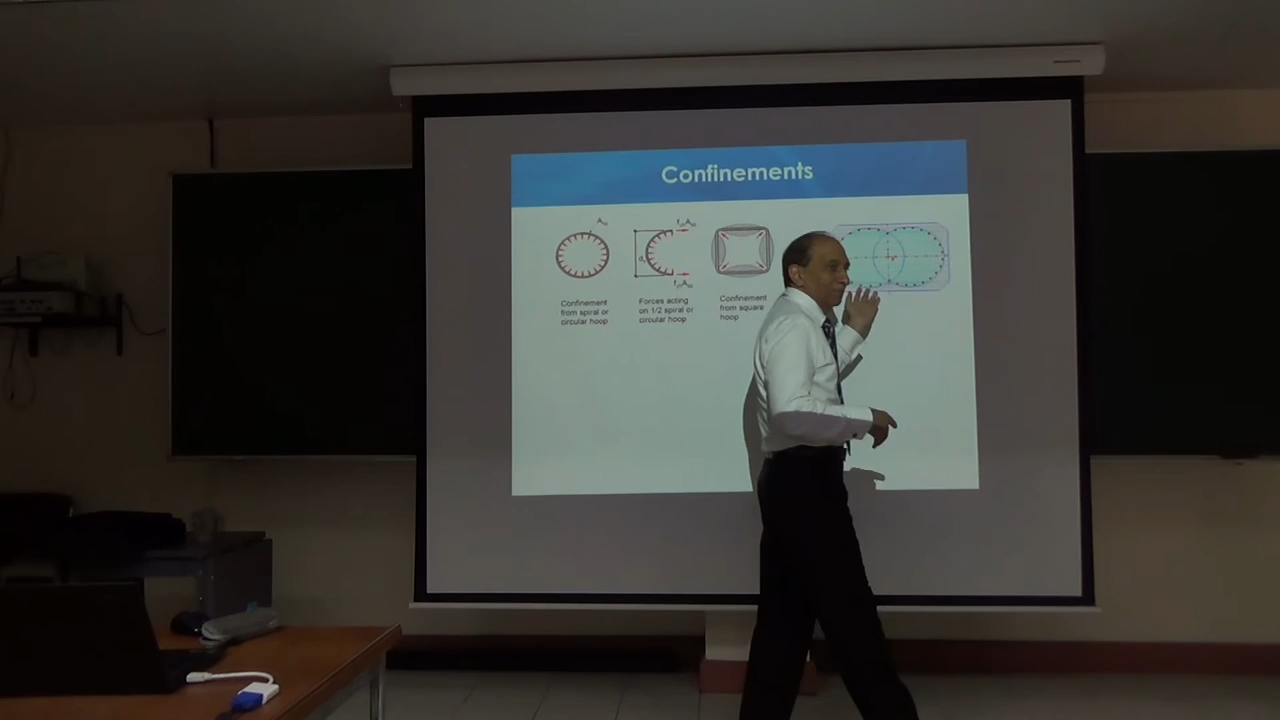 Confinements
Confinement
from spiral or
circular hoop
Forces acting
on 1/2 spiral or
circular hoop
Confinement
from square
hoop